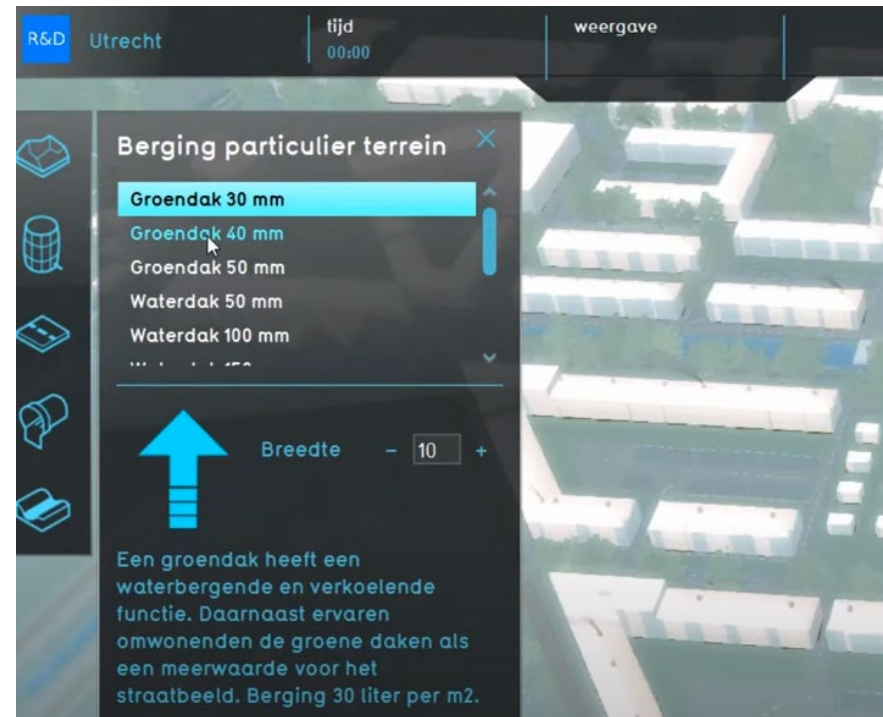 R&D Utrecht
tijd
00:00
weergave
Berging particulier terrein
Groendak 30 mm
Groendak 40 mm
Groendak 50 mm
Waterdak 50 mm
Waterdak 100 mm
Breedte - 10 +
Een groendak heeft een
waterbergende en verkoelende
functie. Daarnaast ervaren
omwonenden de groene daken als
een meerwaarde voor het
straatbeeld. Berging 30 liter per m2.